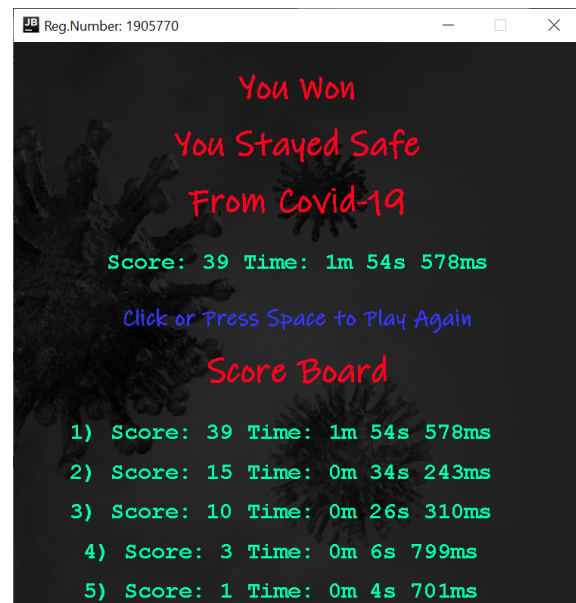 JB
Reg.Number: 1905770
You Won
You Stayed Safe
From Covid-19
Score: 39 Time: 1m 54s 578ms
Click or Press Space to Play Again
Score Board
1) Score: 39 Time: 1m 54s 578ms
2) Score: 15 Time: 0m 34s 243ms
3) Score: 10 Time: 0m 26s 310ms
4) Score: 3 Time: 0m 6s 799ms
5) Score: 1 Time: 0m 4s 701ms